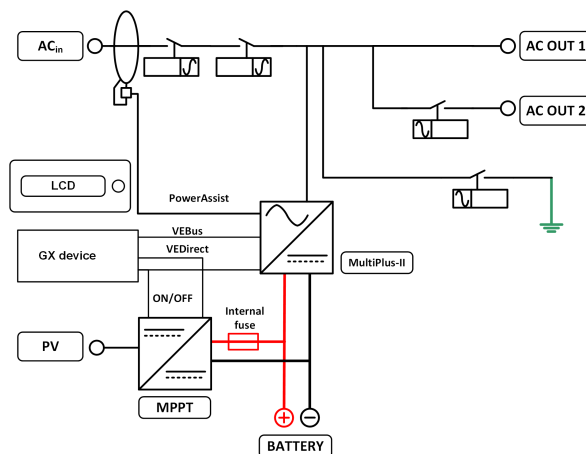 ACin
AC OUT 1
AC OUT 2
LCD
PowerAssist
VEBus
VEDirect
GX device
MultiPlus-II
ON/OFF
Internal
fuse
PV
MPPT
+
−
BATTERY